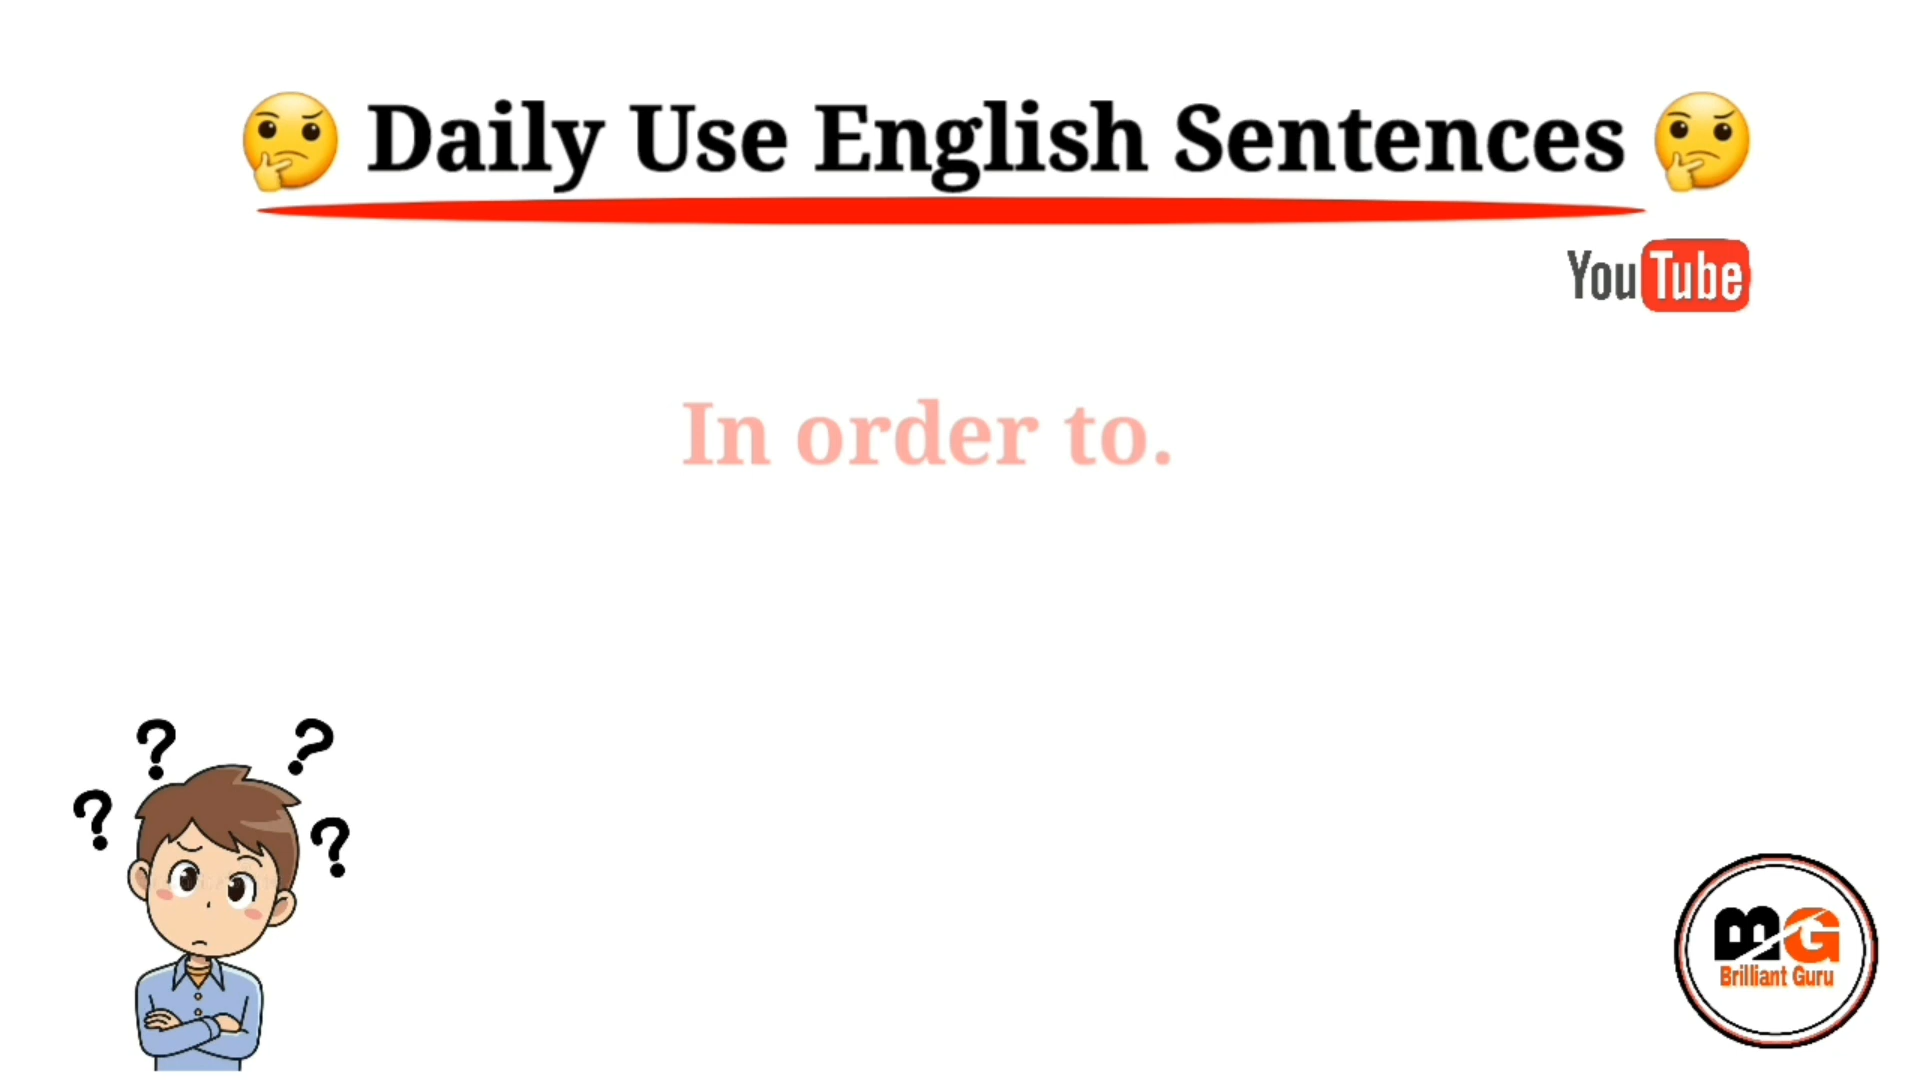 🤔 Daily Use English Sentences 🤔
YouTube
In order to.
? ?
? ?
BG
Brilliant Guru